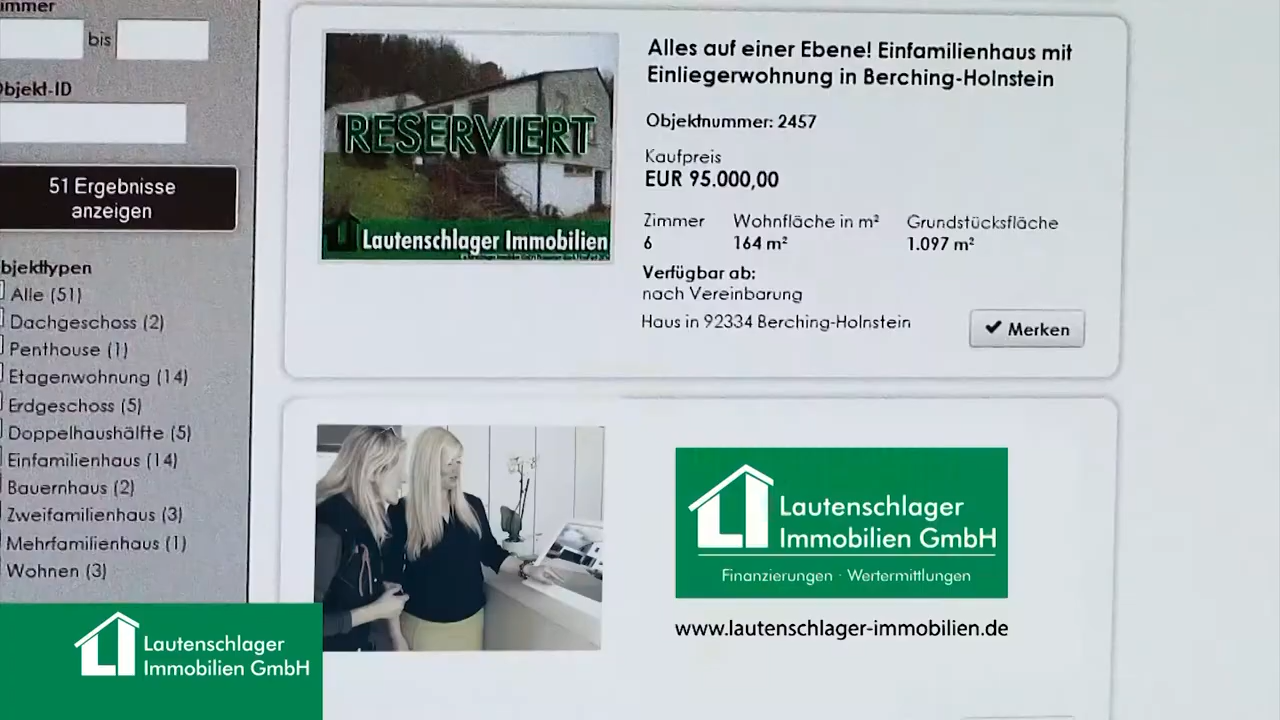 Zimmer
bis
Objekt-ID
51 Ergebnisse
anzeigen
Objekttypen
Alle (51)
Dachgeschoss (2)
Penthouse (1)
Etagenwohnung (14)
Erdgeschoss (5)
Doppelhaushälfte (5)
Einfamilienhaus (14)
Bauernhaus (2)
Zweifamilienhaus (3)
Mehrfamilienhaus (1)
Wohnen (3)
Lautenschlager
Immobilien GmbH
RESERVIERT
Lautenschlager Immobilien
Alles auf einer Ebene! Einfamilienhaus mit
Einliegerwohnung in Berching-Holnstein
Objektnummer: 2457
Kaufpreis
EUR 95.000,00
Zimmer Wohnfläche in m² Grundstücksfläche
6 164 m² 1.097 m²
Verfügbar ab:
nach Vereinbarung
Haus in 92334 Berching-Holnstein
Merken
Lautenschlager
Immobilien GmbH
Finanzierungen · Wertermittlungen
www.lautenschlager-immobilien.de